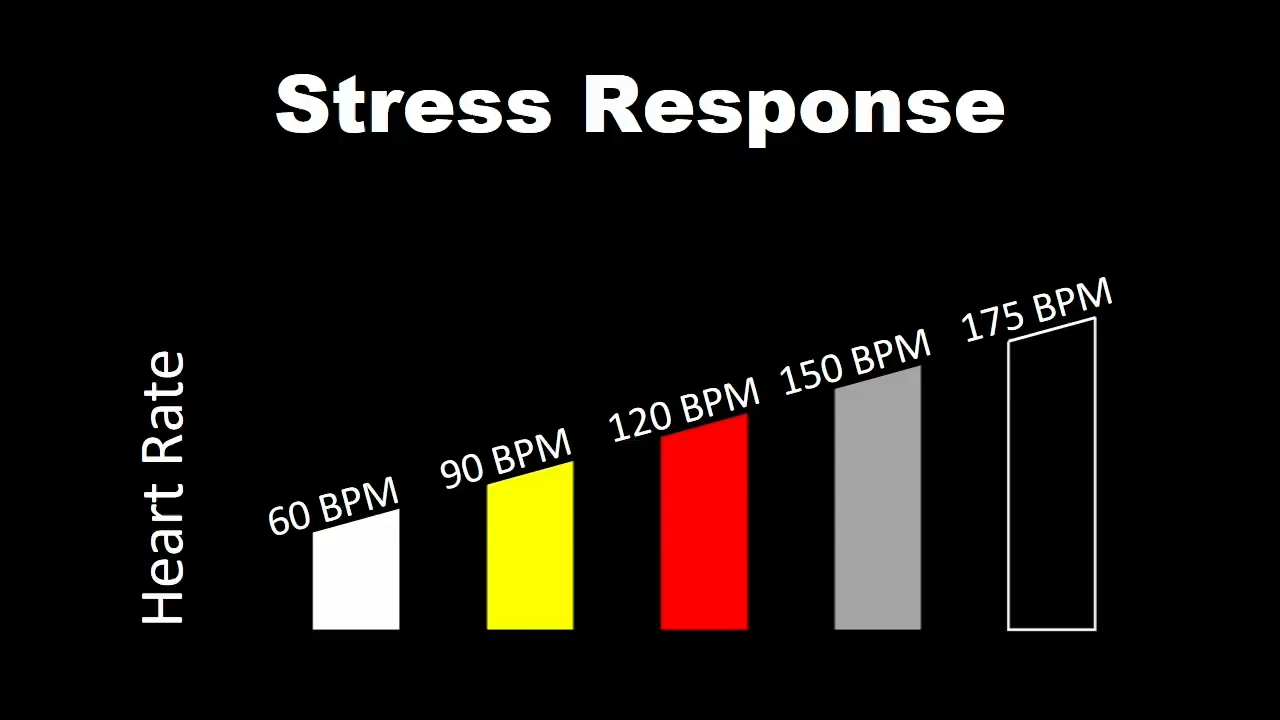 Stress Response
Heart Rate
60 BPM
90 BPM
120 BPM
150 BPM
175 BPM